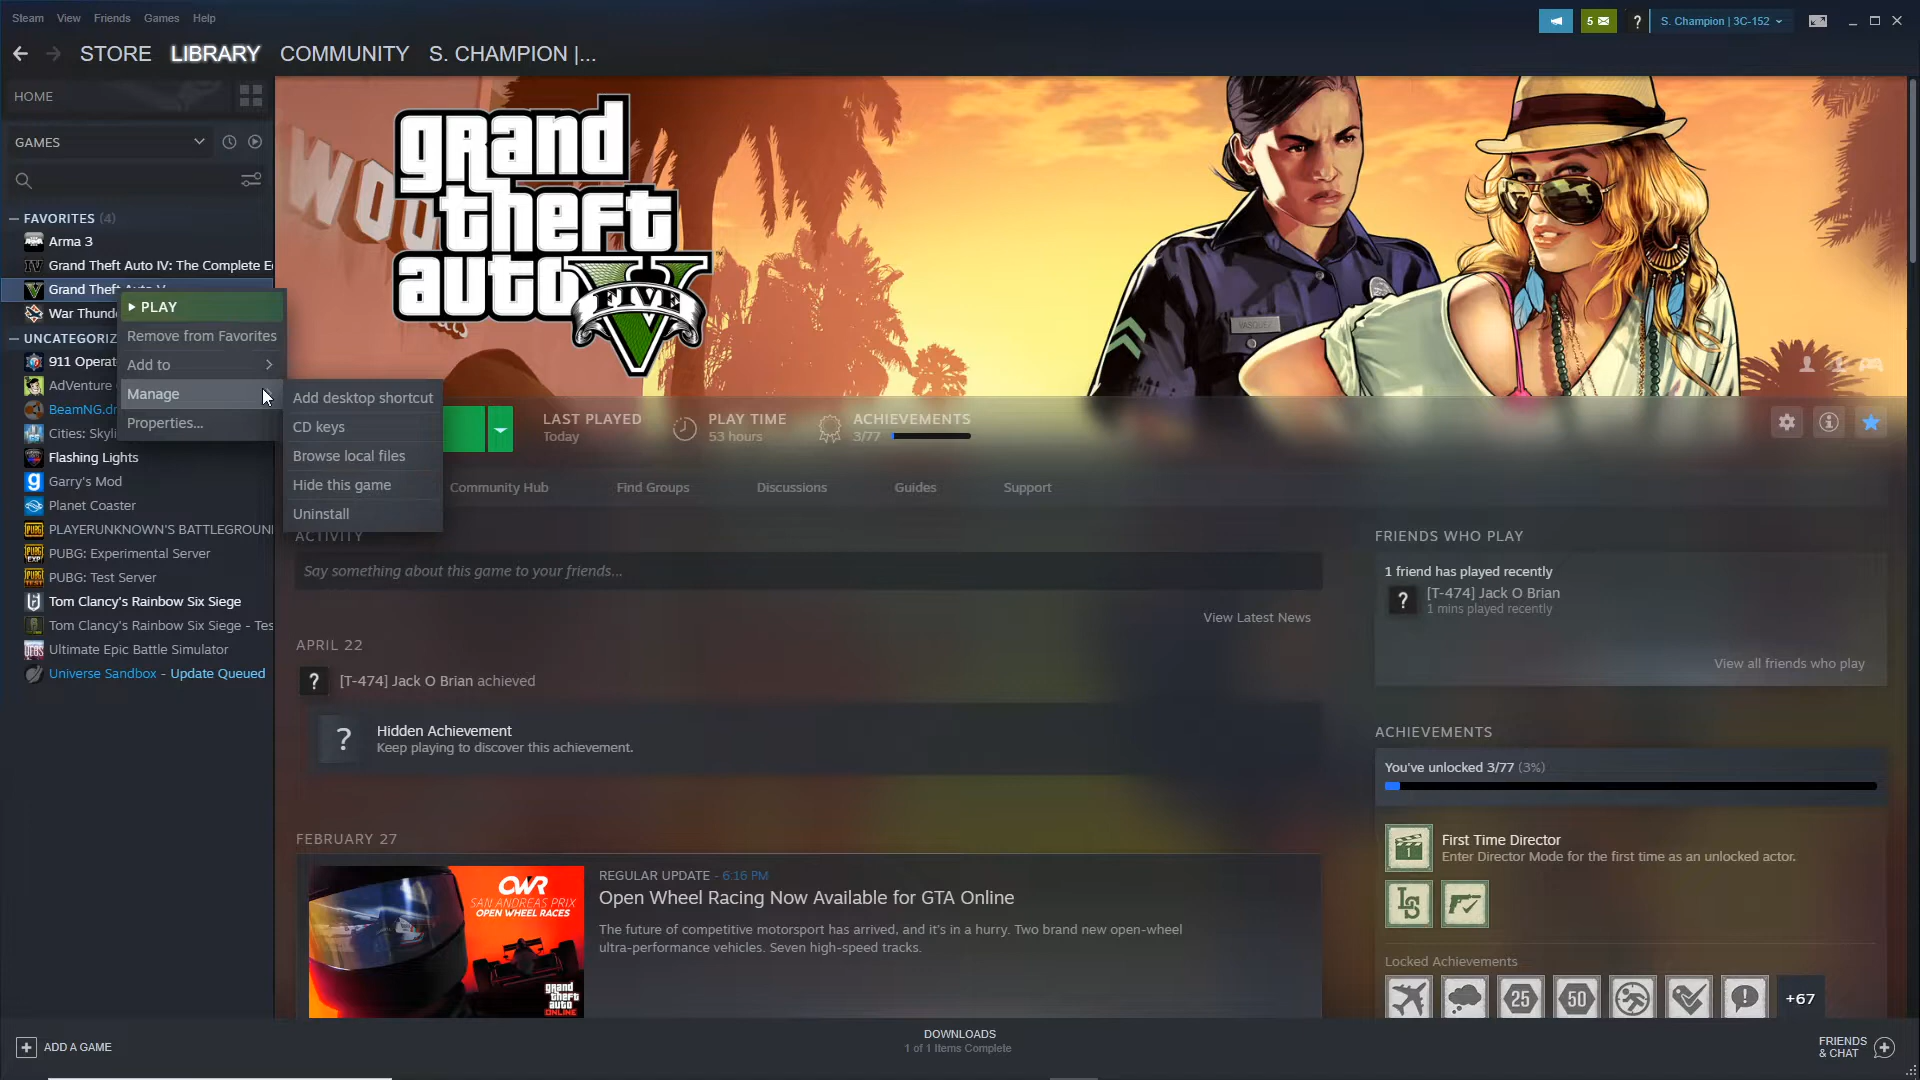 Steam View Friends Games Help
5
?
S. Champion | 3C-152
STORE LIBRARY COMMUNITY S. CHAMPION |...
HOME
GAMES
FAVORITES (4)
Arma 3
Grand Theft Auto IV: The Complete E
Grand Theft Auto V
War Thund
UNCATEGORIZ
911 Operat
AdVenture
BeamNG.dr
Cities: Skyli
Flashing Lights
Garry's Mod
Planet Coaster
PLAYERUNKNOWN'S BATTLEGROUN
PUBG: Experimental Server
PUBG: Test Server
Tom Clancy's Rainbow Six Siege
Tom Clancy's Rainbow Six Siege - Tes
Ultimate Epic Battle Simulator
Universe Sandbox - Update Queued
PLAY
Remove from Favorites
Add to
Manage
Properties...
Add desktop shortcut
CD keys
Browse local files
Hide this game
Uninstall
grand
theft
auto
FIVE
VASQUEZ
LAST PLAYED
Today
PLAY TIME
53 hours
ACHIEVEMENTS
3/77
Community Hub
Find Groups
Discussions
Guides
Support
ACTIVITY
Say something about this game to your friends...
View Latest News
APRIL 22
?
[T-474] Jack O Brian achieved
?
Hidden Achievement
Keep playing to discover this achievement.
FEBRUARY 27
OWR
SAN ANDREAS PRIX
OPEN WHEEL RACES
grand
theft
auto
ONLINE
REGULAR UPDATE - 6:16 PM
Open Wheel Racing Now Available for GTA Online
The future of competitive motorsport has arrived, and it's in a hurry. Two brand new open-wheel
ultra-performance vehicles. Seven high-speed tracks.
FRIENDS WHO PLAY
1 friend has played recently
?
[T-474] Jack O Brian
1 mins played recently
View all friends who play
ACHIEVEMENTS
You've unlocked 3/77 (3%)
First Time Director
Enter Director Mode for the first time as an unlocked actor.
LS
Locked Achievements
25
50
+67
ADD A GAME
DOWNLOADS
1 of 1 Items Complete
FRIENDS
& CHAT